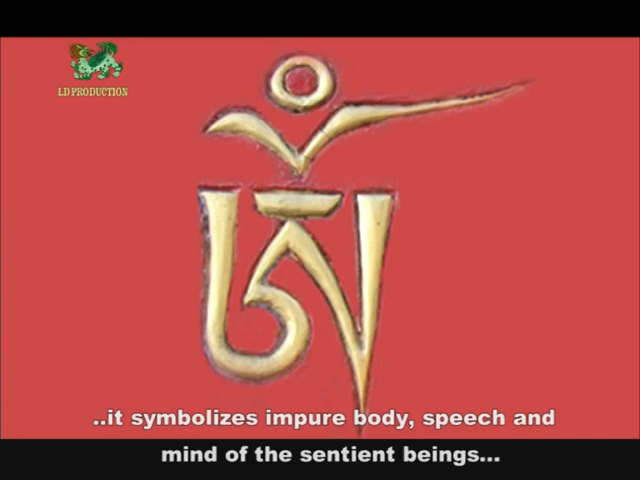 LD PRODUCTION
ཨོཾ
..it symbolizes impure body, speech and
mind of the sentient beings...